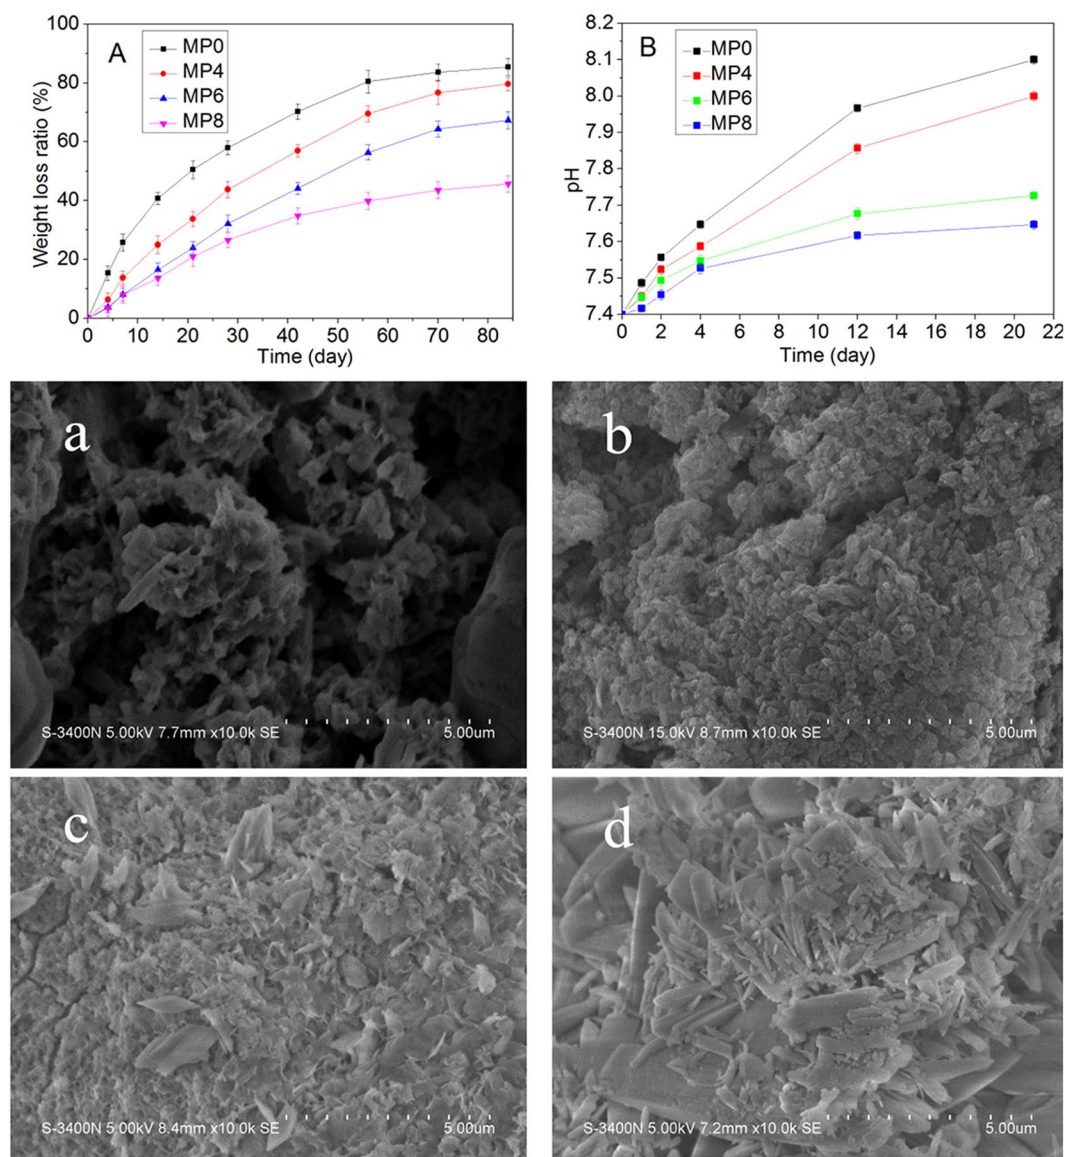 A
MP0
MP4
MP6
MP8
100
80
60
40
20
0
Weight loss ratio (%)
0 10 20 30 40 50 60 70 80
Time (day)
B
MP0
MP4
MP6
MP8
8.2
8.1
8.0
7.9
7.8
7.7
7.6
7.5
7.4
pH
0 2 4 6 8 10 12 14 16 18 20 22
Time (day)
a
S-3400N 5.00kV 7.7mm x10.0k SE 5.00um
b
S-3400N 15.0kV 8.7mm x10.0k SE 5.00um
c
S-3400N 5.00kV 8.4mm x10.0k SE 5.00um
d
S-3400N 5.00kV 7.2mm x10.0k SE 5.00um